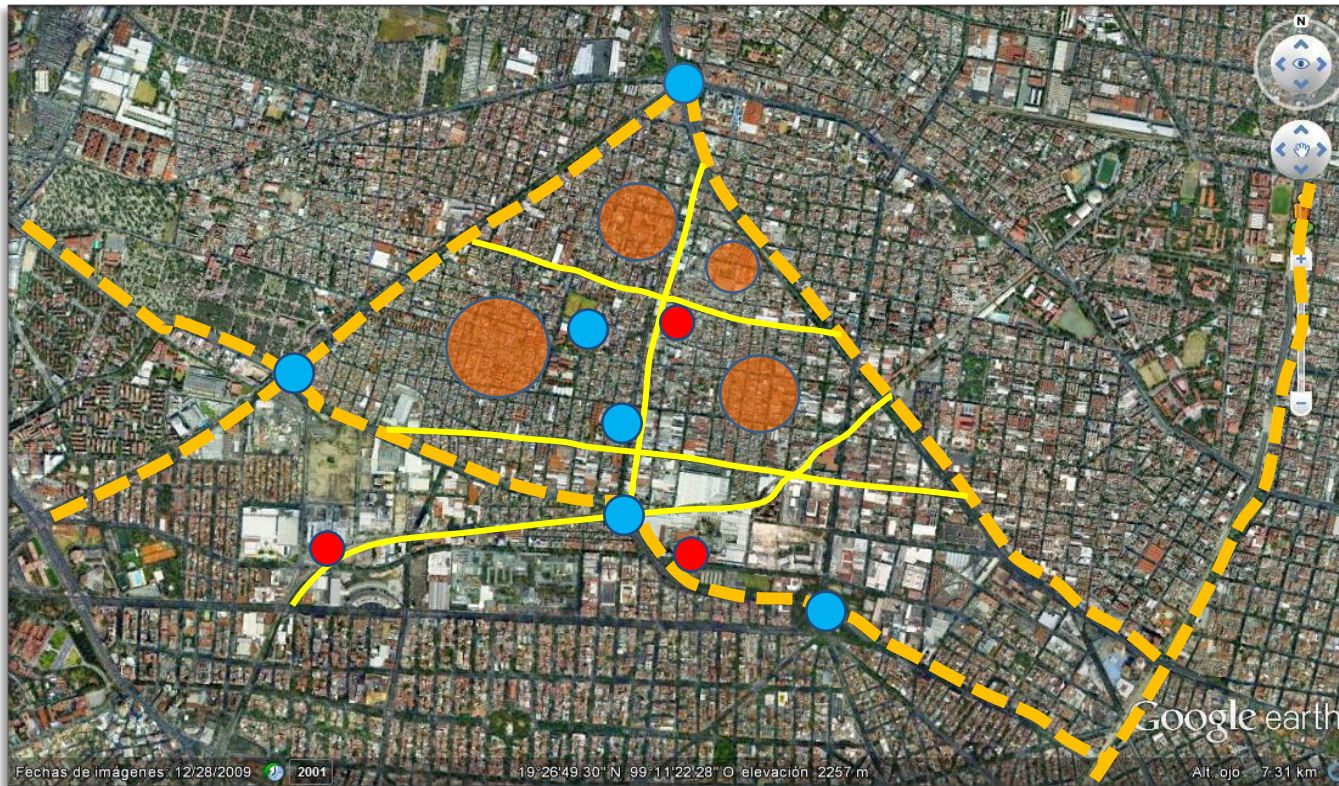 N
Google earth
Fechas de imágenes: 12/28/2009 2001 19°26'49.30" N 99°11'22.28" O elevación 2257 m Alt. ojo 7.31 km